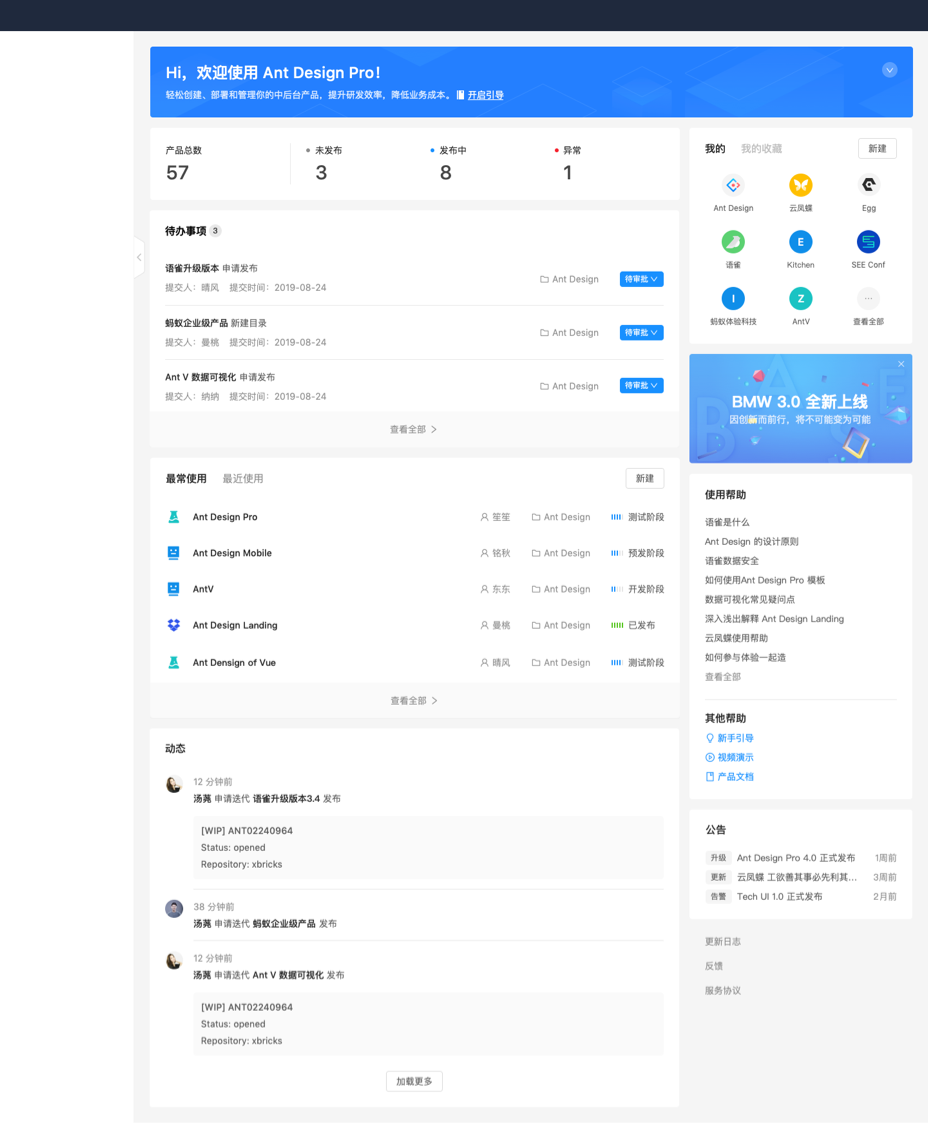 Hi，欢迎使用 Ant Design Pro！
轻松创建、部署和管理你的中后台产品，提升研发效率，降低业务成本。 开启引导
产品总数
57
未发布
3
发布中
8
异常
1
待办事项 3
语雀升级版本 申请发布
提交人：晴风 提交时间：2019-08-24
Ant Design
待审批
蚂蚁企业级产品 新建目录
提交人：曼桃 提交时间：2019-08-24
Ant Design
待审批
Ant V 数据可视化 申请发布
提交人：纳纳 提交时间：2019-08-24
Ant Design
待审批
查看全部
最常使用 最近使用 新建
Ant Design Pro 笙笙 Ant Design 测试阶段
Ant Design Mobile 铭秋 Ant Design 预发阶段
AntV 东东 Ant Design 开发阶段
Ant Design Landing 曼桃 Ant Design 已发布
Ant Densign of Vue 晴风 Ant Design 测试阶段
查看全部
动态
12 分钟前
汤苑 申请迭代 语雀升级版本3.4 发布
[WIP] ANT02240964
Status: opened
Repository: xbricks
38 分钟前
汤苑 申请迭代 蚂蚁企业级产品 发布
12 分钟前
汤苑 申请迭代 Ant V 数据可视化 发布
[WIP] ANT02240964
Status: opened
Repository: xbricks
加载更多
我的 我的收藏 新建
Ant Design
云凤蝶
Egg
语雀
E
Kitchen
SEE Conf
I
蚂蚁体验科技
Z
AntV
查看全部
BMW 3.0 全新上线
因创新而前行，将不可能变为可能
使用帮助
语雀是什么
Ant Design 的设计原则
语雀数据安全
如何使用Ant Design Pro 模板
数据可视化常见疑问点
深入浅出解释 Ant Design Landing
云凤蝶使用帮助
如何参与体验一起造
查看全部
其他帮助
新手引导
视频演示
产品文档
公告
升级 Ant Design Pro 4.0 正式发布 1周前
更新 云凤蝶 工欲善其事必先利其... 3周前
告警 Tech UI 1.0 正式发布 2月前
更新日志
反馈
服务协议